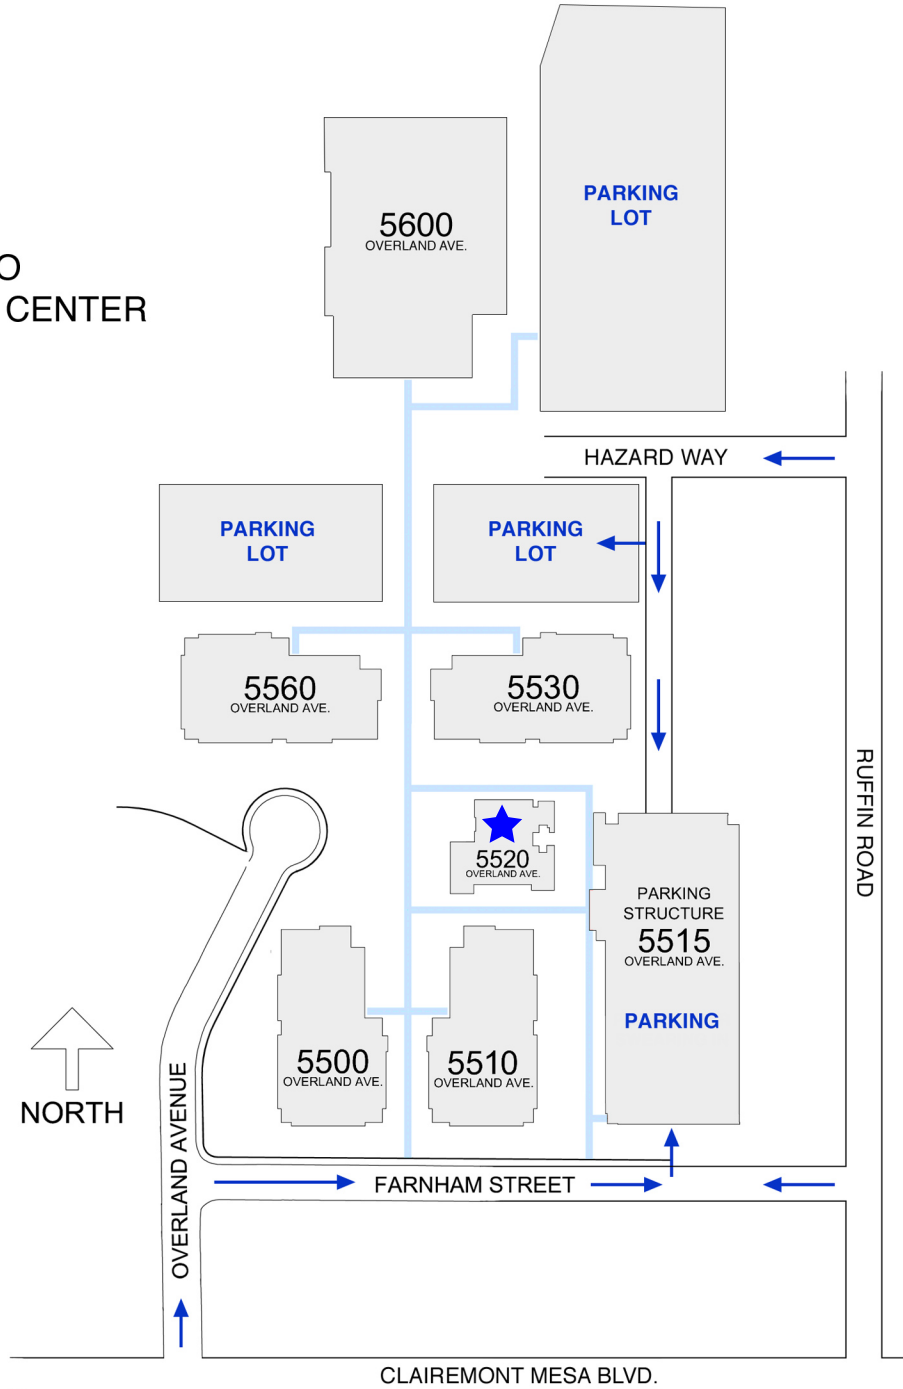 PARKING
LOT
5600
OVERLAND AVE.
O
CENTER
HAZARD WAY
PARKING
LOT
PARKING
LOT
5560
OVERLAND AVE.
5530
OVERLAND AVE.
RUFFIN ROAD
5520
OVERLAND AVE.
PARKING
STRUCTURE
5515
OVERLAND AVE.
PARKING
5500
OVERLAND AVE.
5510
OVERLAND AVE.
NORTH
OVERLAND AVENUE
FARNHAM STREET
CLAIREMONT MESA BLVD.